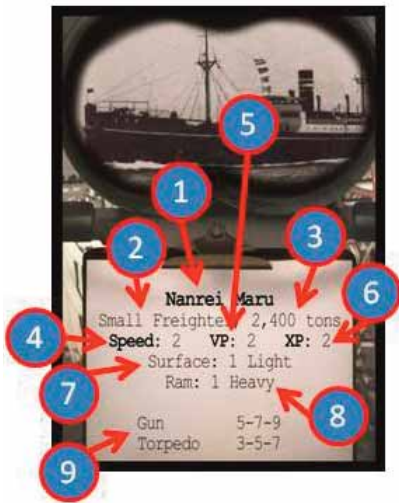 5
1
2
3
Nanrei Maru
6
Small Freighter 2,400 tons
4
Speed: 2 VP: 2 XP: 2
Surface: 1 Light
7
Ram: 1 Heavy
8
Gun 5-7-9
Torpedo 3-5-7
9